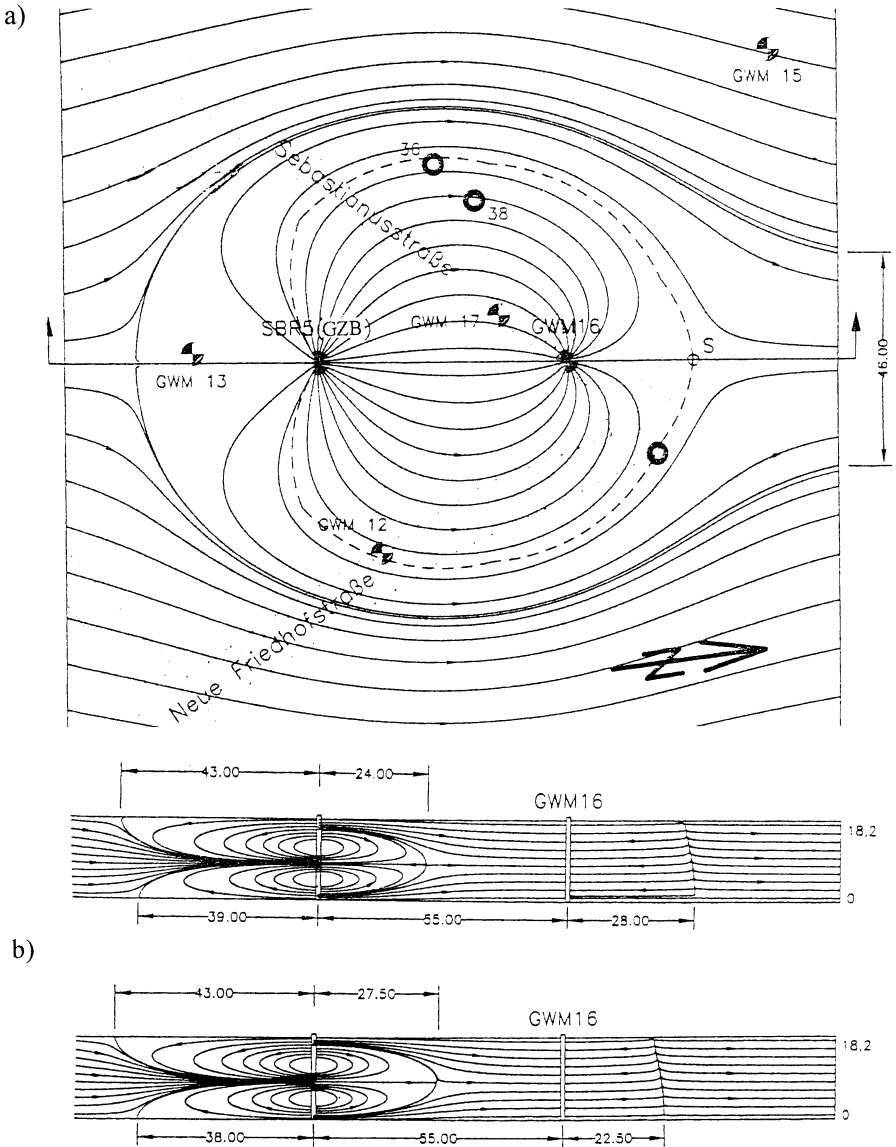 a)
GWM 15
Sebastianusstraße
36
38
SBR5(GZB)
GWM 17
GWM16
S
GWM 13
46.00
GWM 12
Neue Friedhofstraße
N
43.00
24.00
GWM16
18,2
0
39.00
55.00
28.00
b)
43.00
27.50
GWM16
18,2
0
38.00
55.00
22.50